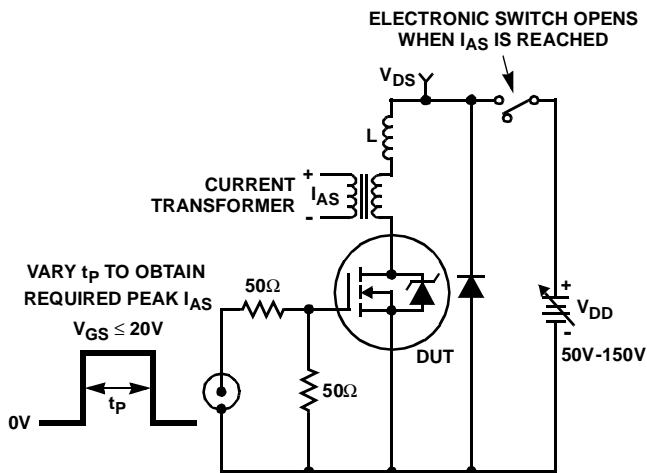 ELECTRONIC SWITCH OPENS
WHEN IAS IS REACHED
VDS
L
+
CURRENT
TRANSFORMER
IAS
-
VARY tP TO OBTAIN
REQUIRED PEAK IAS
50Ω
VGS ≤ 20V
DUT
+
VDD
-
50V-150V
50Ω
tP
0V